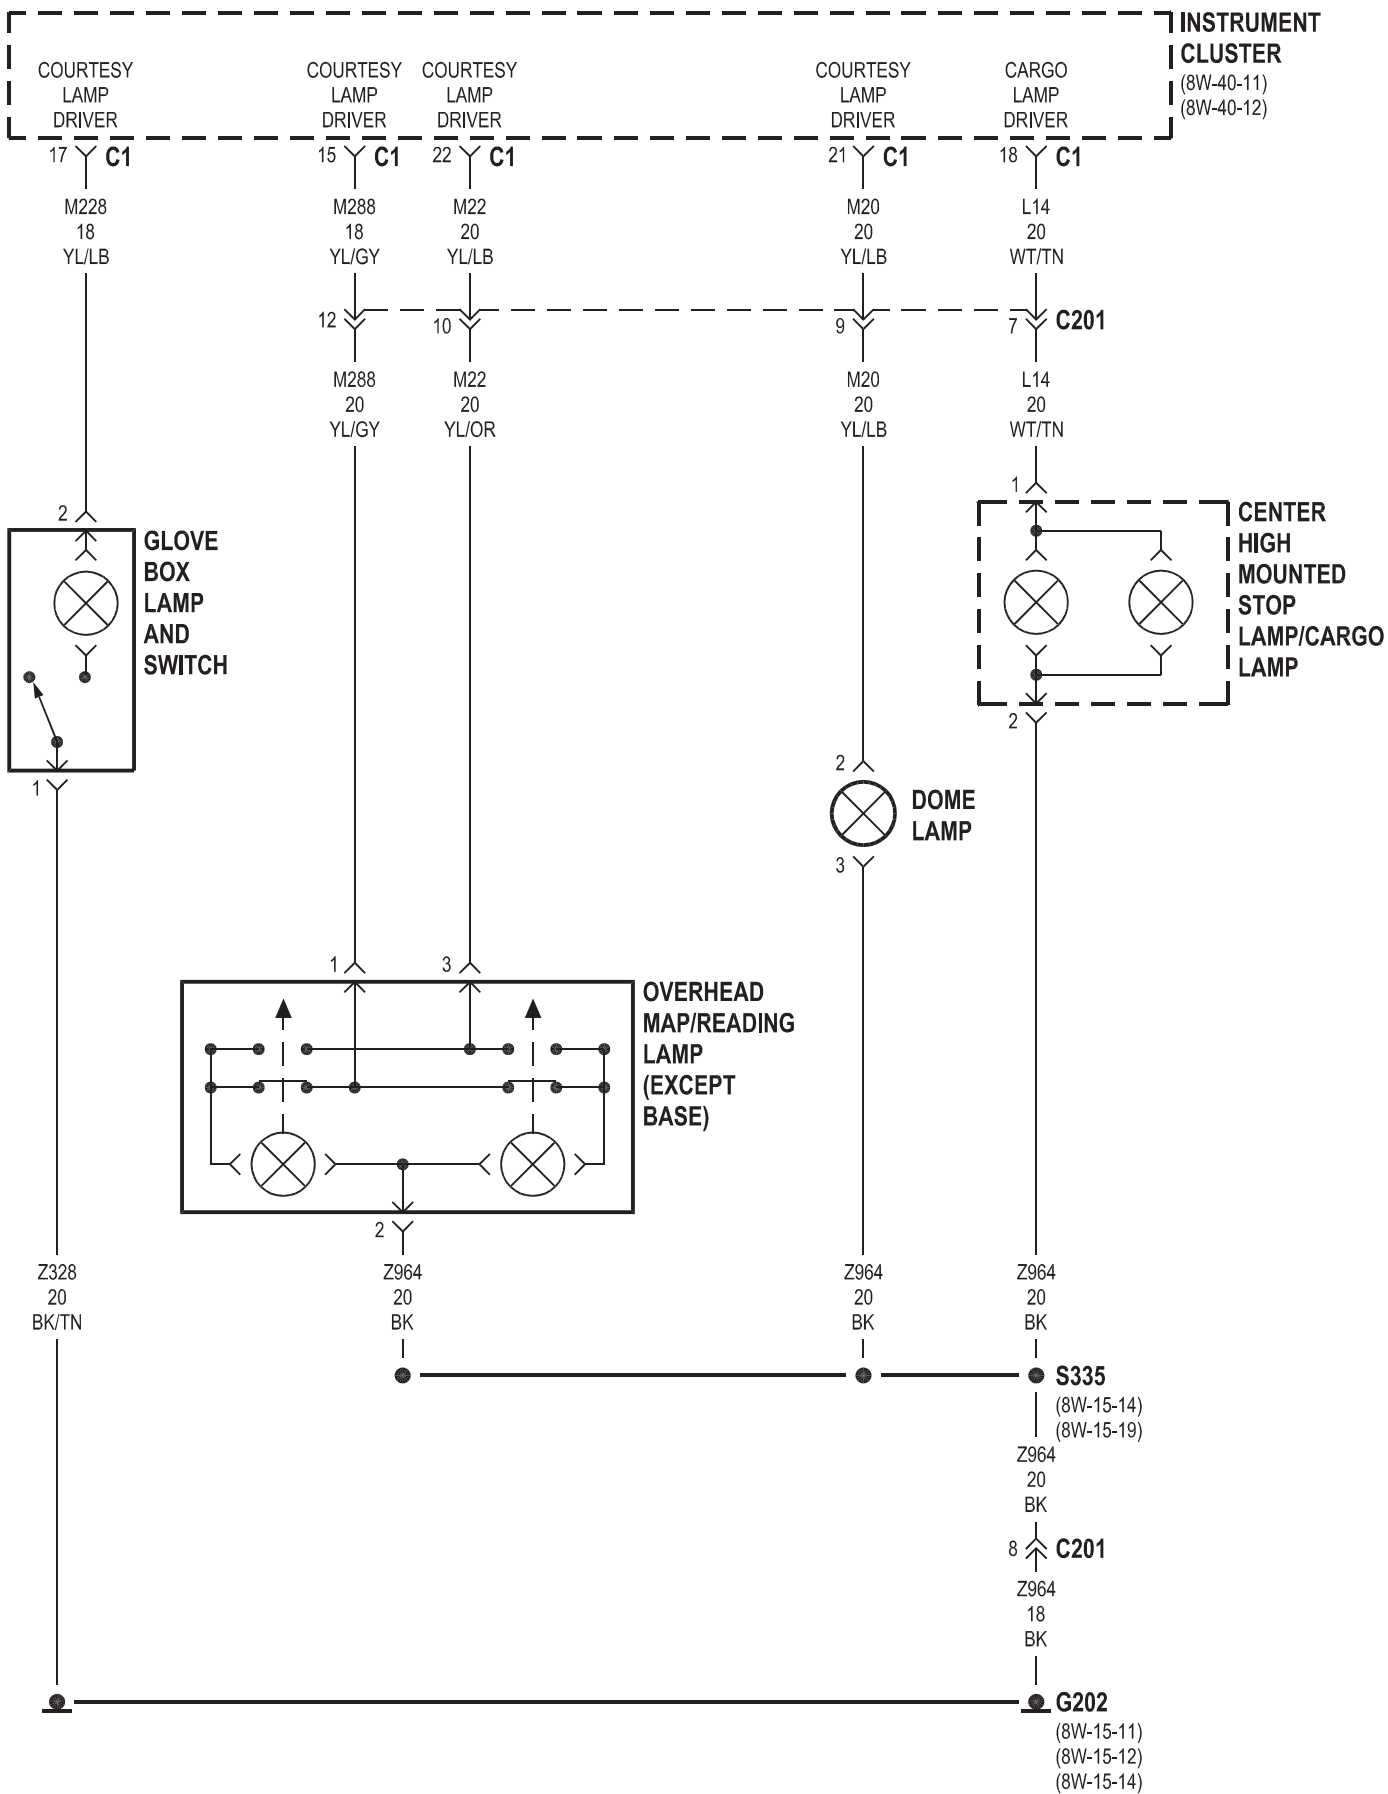 INSTRUMENT
CLUSTER
(8W-40-11)
(8W-40-12)
COURTESY
LAMP
DRIVER
COURTESY
LAMP
DRIVER
COURTESY
LAMP
DRIVER
COURTESY
LAMP
DRIVER
CARGO
LAMP
DRIVER
17 C1
15 C1
22 C1
21 C1
18 C1
M228
18
YL/LB
M288
18
YL/GY
M22
20
YL/LB
M20
20
YL/LB
L14
20
WT/TN
12
10
9
7
C201
M288
20
YL/GY
M22
20
YL/OR
M20
20
YL/LB
L14
20
WT/TN
2
GLOVE
BOX
LAMP
AND
SWITCH
1
1
CENTER
HIGH
MOUNTED
STOP
LAMP/CARGO
LAMP
2
2
DOME
LAMP
3
1
3
OVERHEAD
MAP/READING
LAMP
(EXCEPT
BASE)
2
Z328
20
BK/TN
Z964
20
BK
Z964
20
BK
Z964
20
BK
S335
(8W-15-14)
(8W-15-19)
Z964
20
BK
8
C201
Z964
18
BK
G202
(8W-15-11)
(8W-15-12)
(8W-15-14)